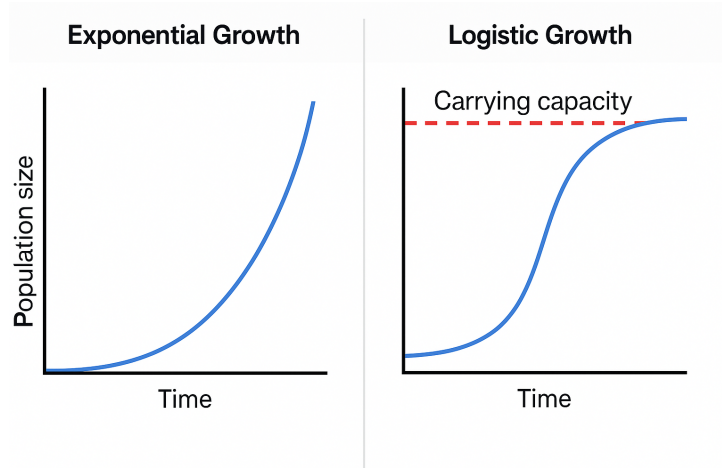 Exponential Growth
Population size
Time
Logistic Growth
Carrying capacity
Time